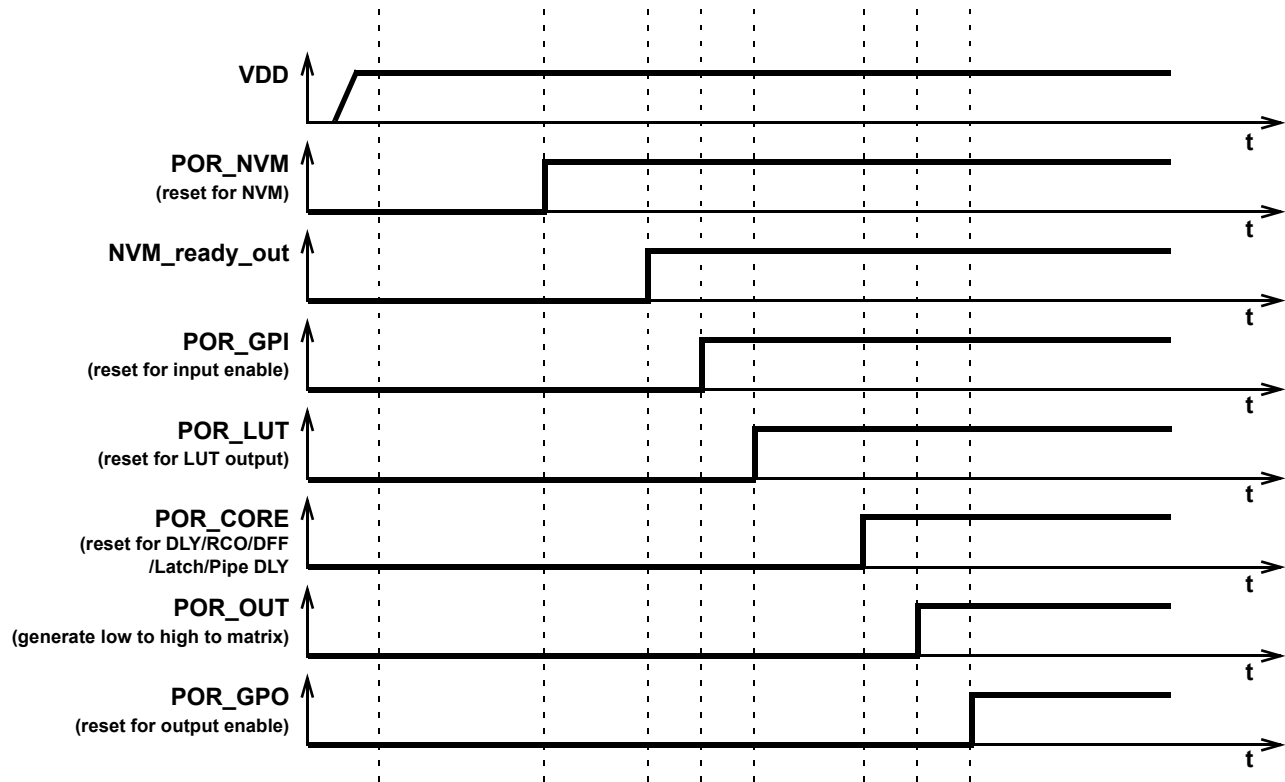 VDD
t
POR_NVM
(reset for NVM)
t
NVM_ready_out
t
POR_GPI
(reset for input enable)
t
POR_LUT
(reset for LUT output)
t
POR_CORE
(reset for DLY/RCO/DFF
/Latch/Pipe DLY
t
POR_OUT
(generate low to high to matrix)
t
POR_GPO
(reset for output enable)
t